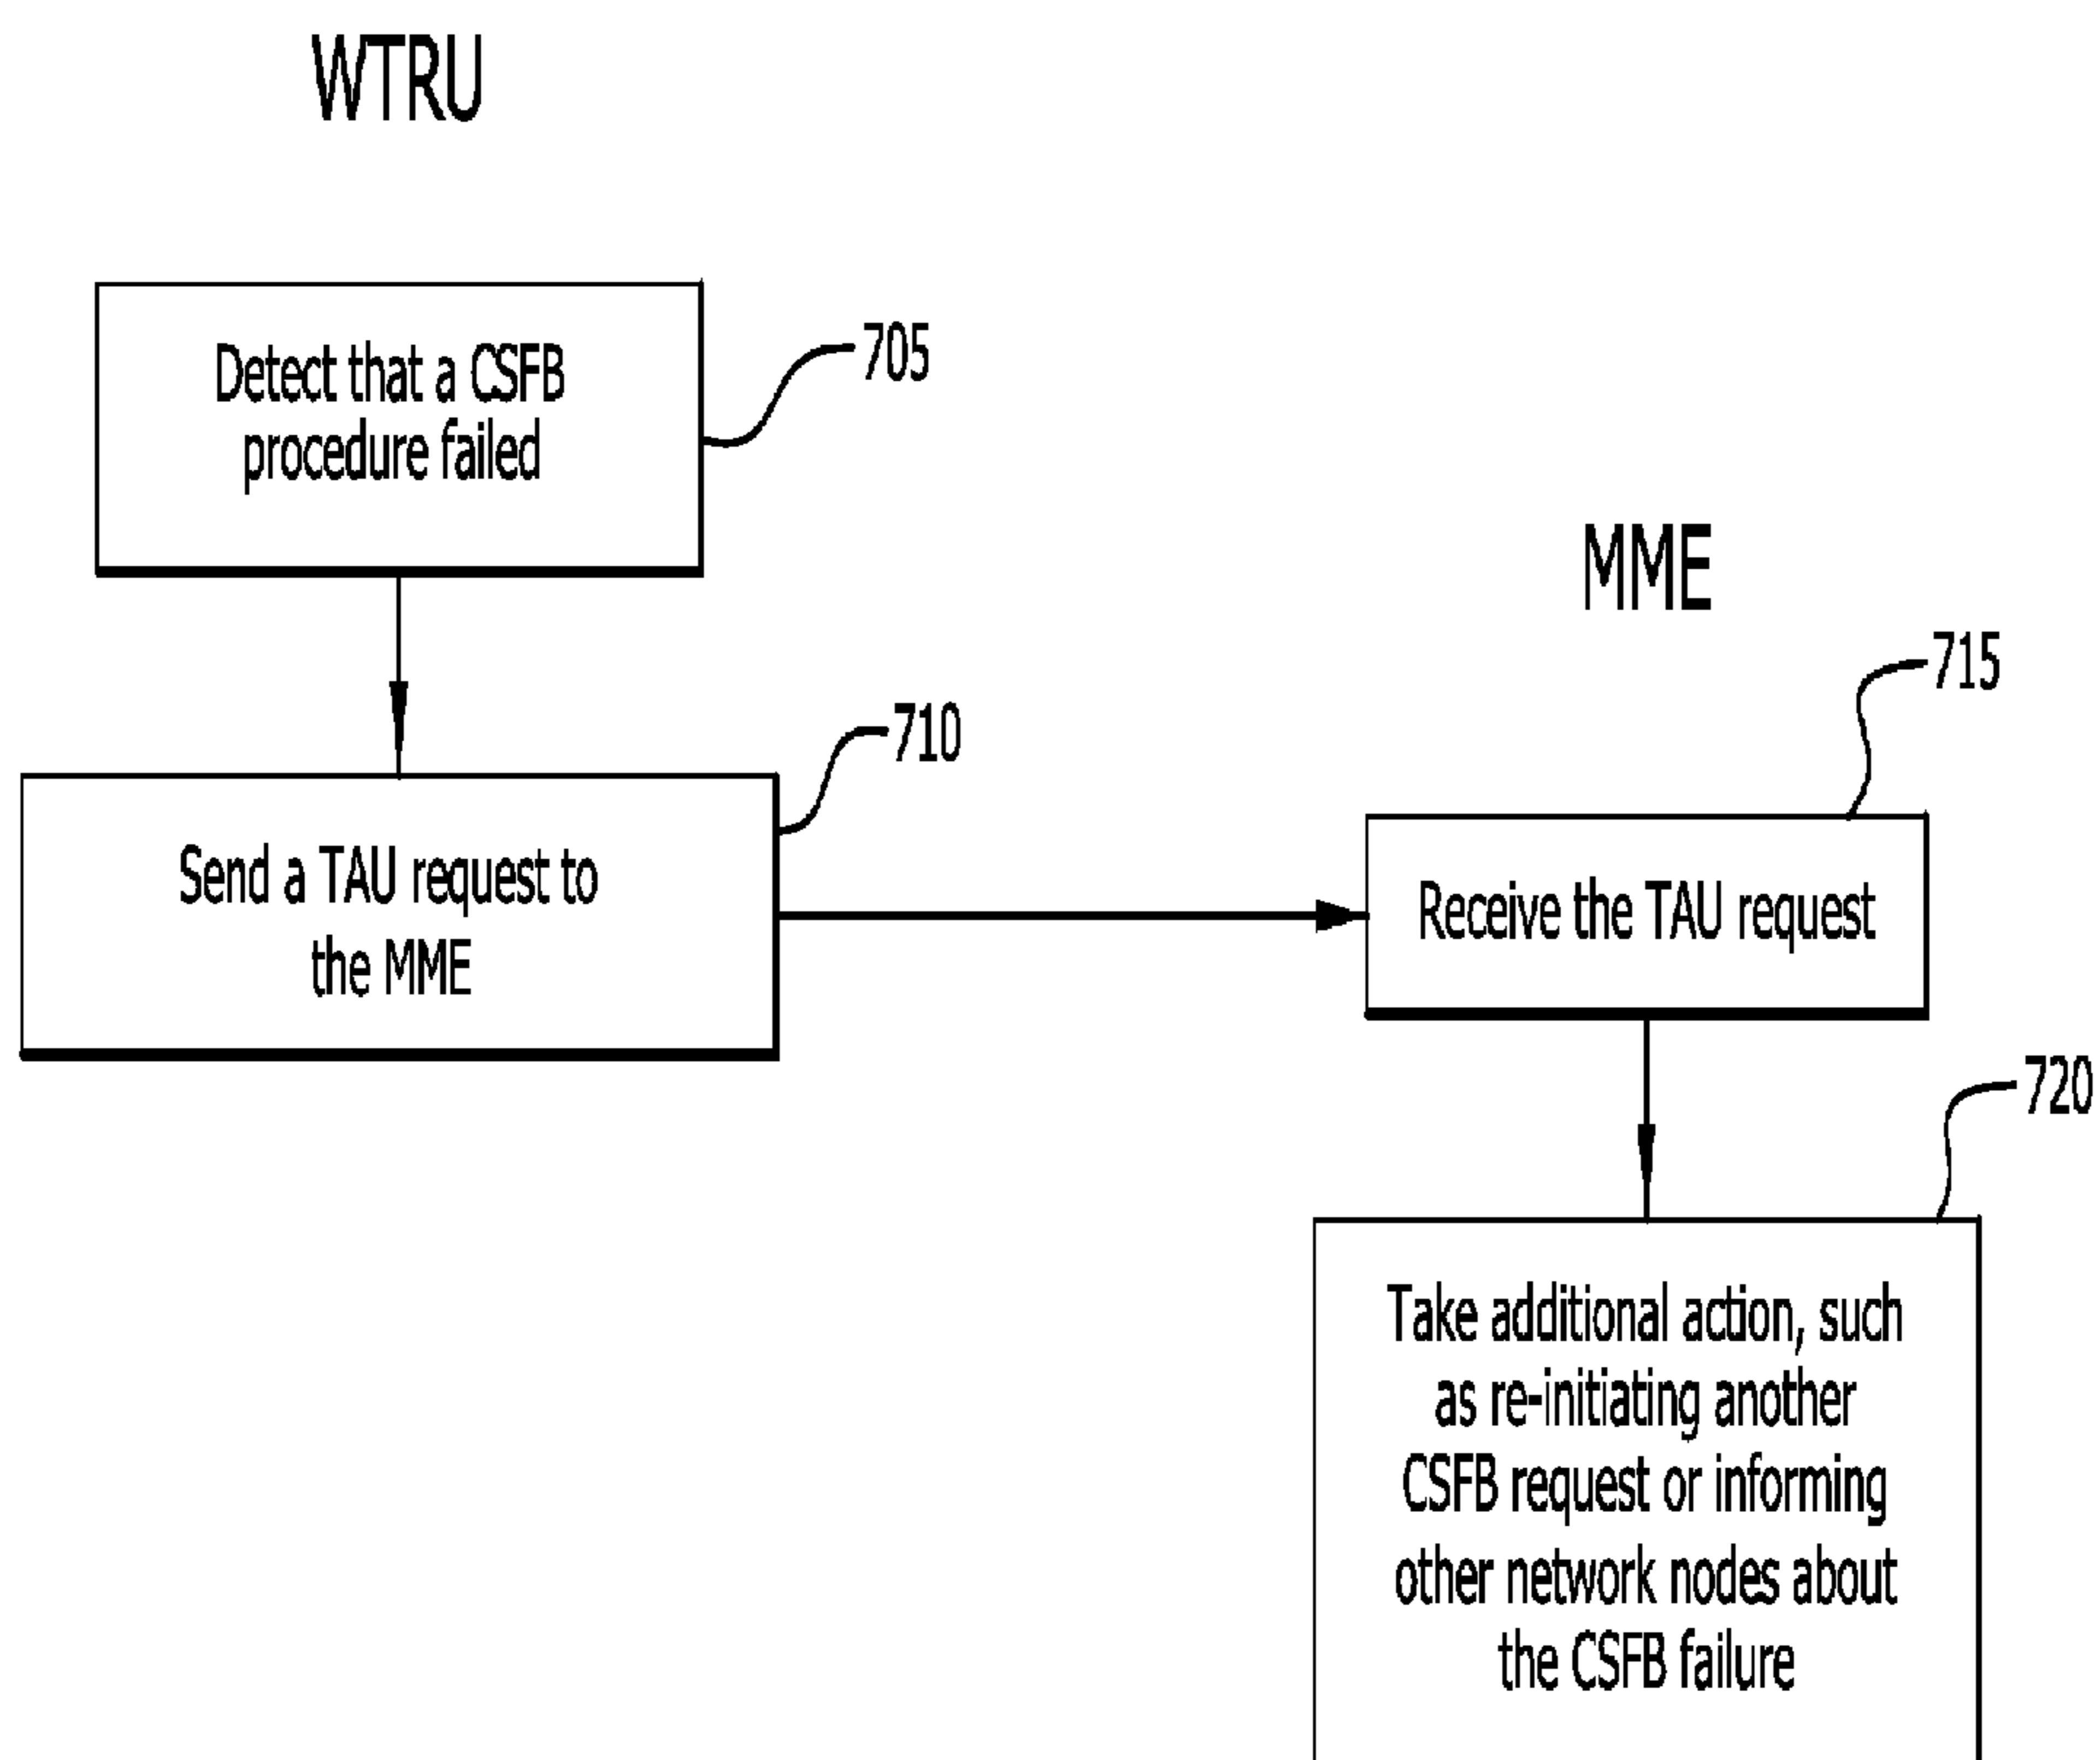 WTRU
Detect that a CSFB
procedure failed
705
710
Send a TAU request to
the MME
MME
715
Receive the TAU request
720
Take additional action, such
as re-initiating another
CSFB request or informing
other network nodes about
the CSFB failure